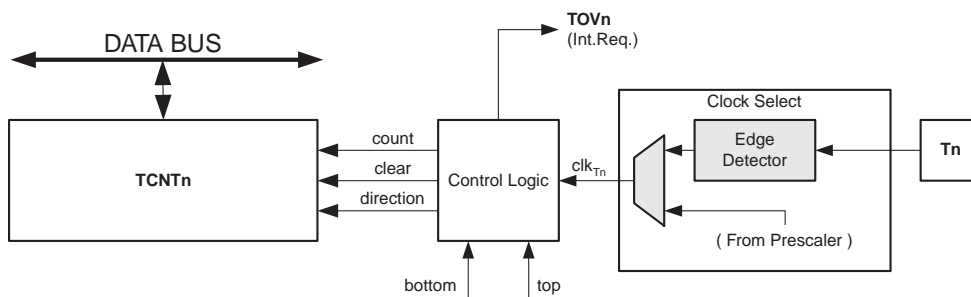 TOVn
(Int.Req.)
DATA BUS
Clock Select
count
Edge
Detector
Tn
TCNTn
clear
Control Logic
clkTn
direction
( From Prescaler )
bottom
top